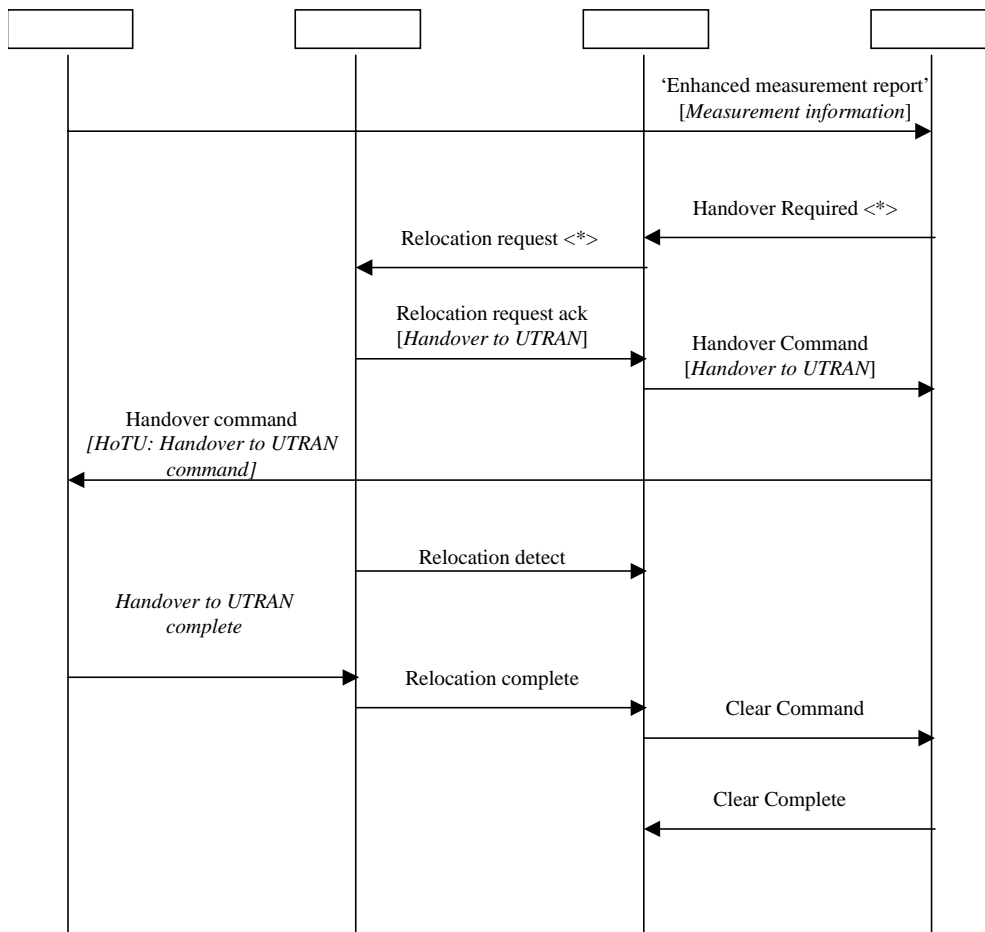 ‘Enhanced measurement report’
[Measurement information]
Handover Required <*>
Relocation request <*>
Relocation request ack
[Handover to UTRAN]
Handover Command
[Handover to UTRAN]
Handover command
[HoTU: Handover to UTRAN
command]
Relocation detect
Handover to UTRAN
complete
Relocation complete
Clear Command
Clear Complete